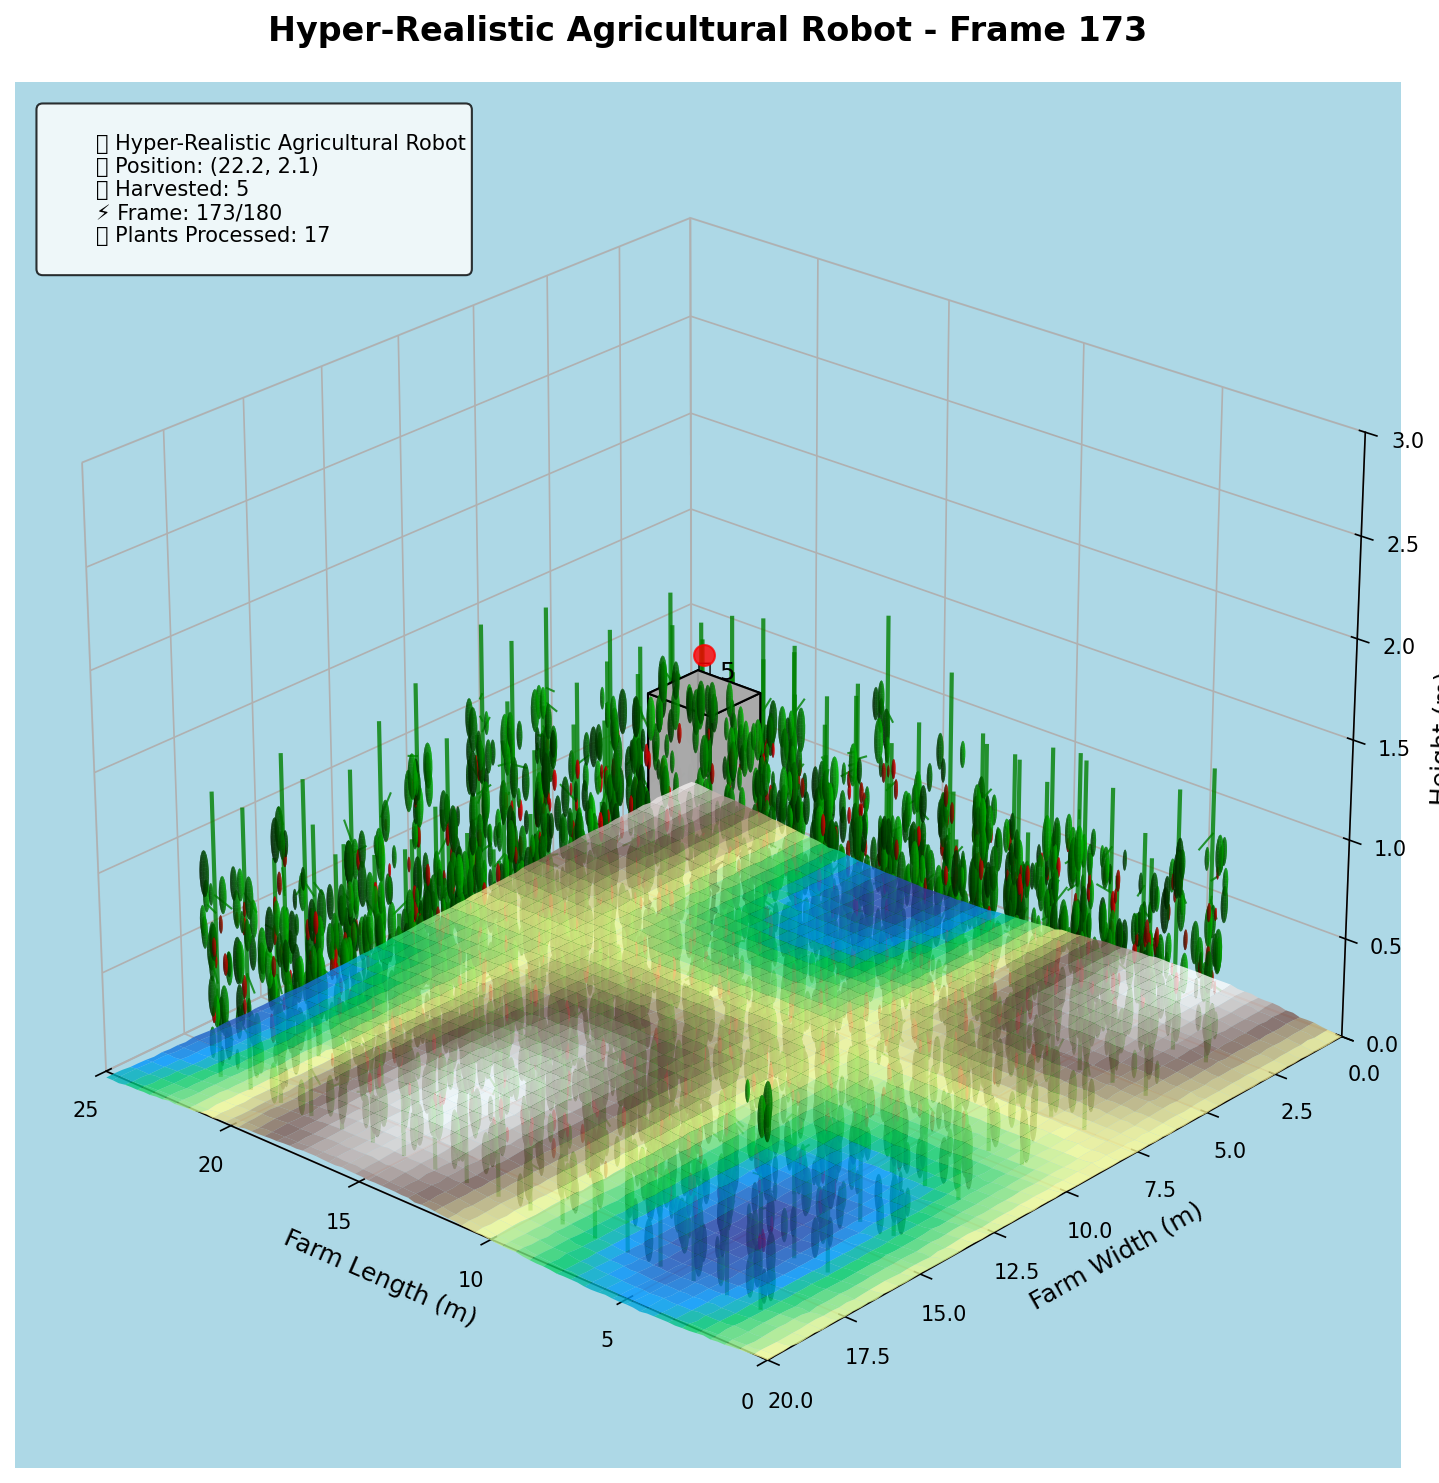 Hyper-Realistic Agricultural Robot - Frame 173
Hyper-Realistic Agricultural Robot
Position: (22.2, 2.1)
Harvested: 5
⚡ Frame: 173/180
Plants Processed: 17
5
3.0
2.5
2.0
1.5
1.0
0.5
0.0
Height (m)
0.0
2.5
5.0
7.5
10.0
12.5
15.0
17.5
20.0
Farm Width (m)
25
20
15
10
5
0
Farm Length (m)